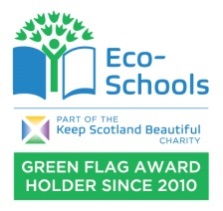 Eco-
Schools
PART OF THE
Keep Scotland Beautiful
CHARITY
GREEN FLAG AWARD
HOLDER SINCE 2010